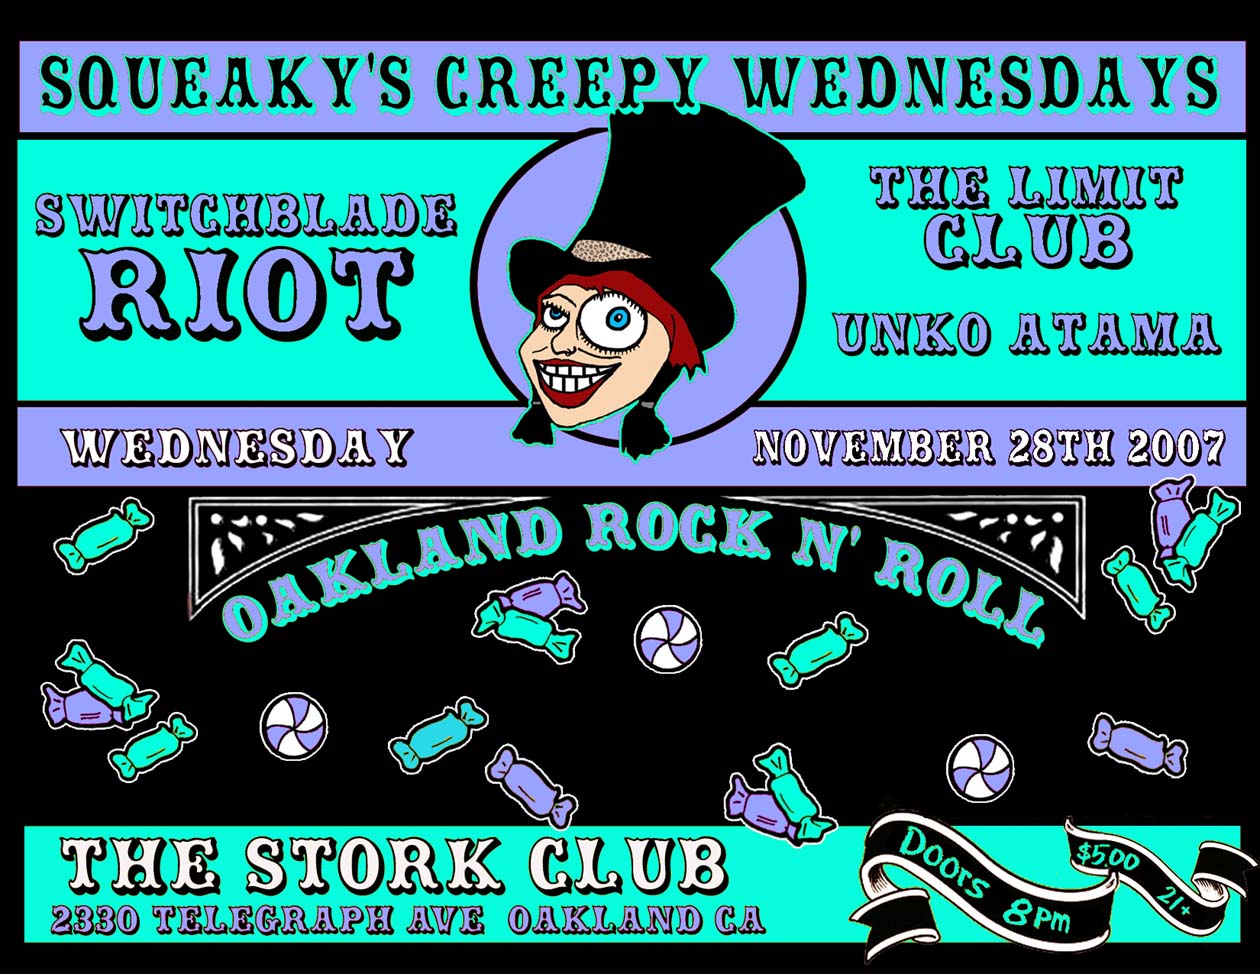 SQUEAKY'S CREEPY WEDNESDAYS
SWITCHBLADE
RIOT
THE LIMIT
CLUB
UNKO ATAMA
WEDNESDAY
NOVEMBER 28TH 2007
OAKLAND ROCK N' ROLL
THE STORK CLUB
2330 TELEGRAPH AVE OAKLAND CA
DOORS 8PM
$5.00 21+